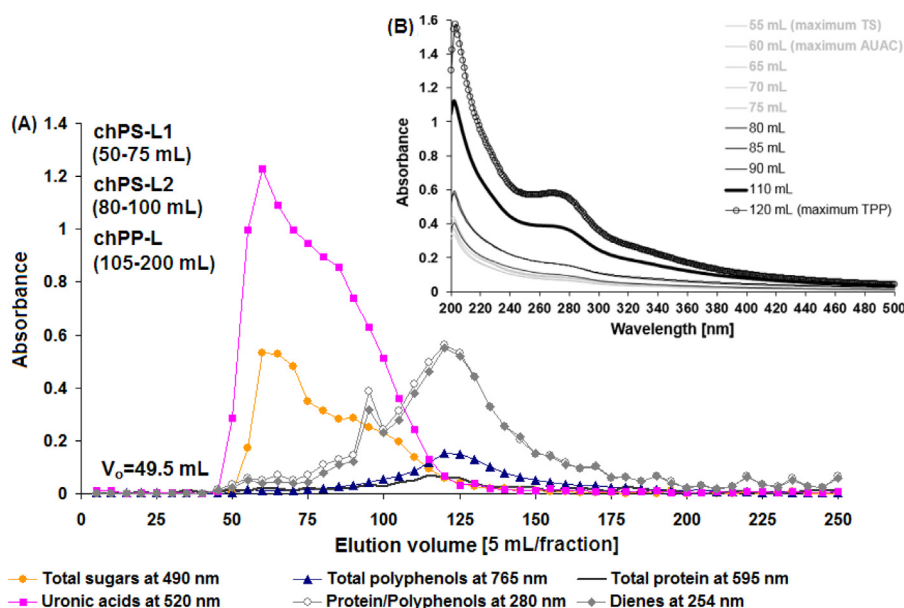 (A)
chPS-L1
(50-75 mL)
chPS-L2
(80-100 mL)
chPP-L
(105-200 mL)
Absorbance
1.4
1.2
1
0.8
0.6
0.4
0.2
0
Vo=49.5 mL
0 25 50 75 100 125 150 175 200 225 250
Elution volume [5 mL/fraction]
(B)
Absorbance
1.6
1.4
1.2
1
0.8
0.6
0.4
0.2
0
200 220 240 260 280 300 320 340 360 380 400 420 440 460 480 500
Wavelength [nm]
55 mL (maximum TS)
60 mL (maximum AUAC)
65 mL
70 mL
75 mL
80 mL
85 mL
90 mL
110 mL
120 mL (maximum TPP)
Total sugars at 490 nm Total polyphenols at 765 nm Total protein at 595 nm
Uronic acids at 520 nm Protein/Polyphenols at 280 nm Dienes at 254 nm